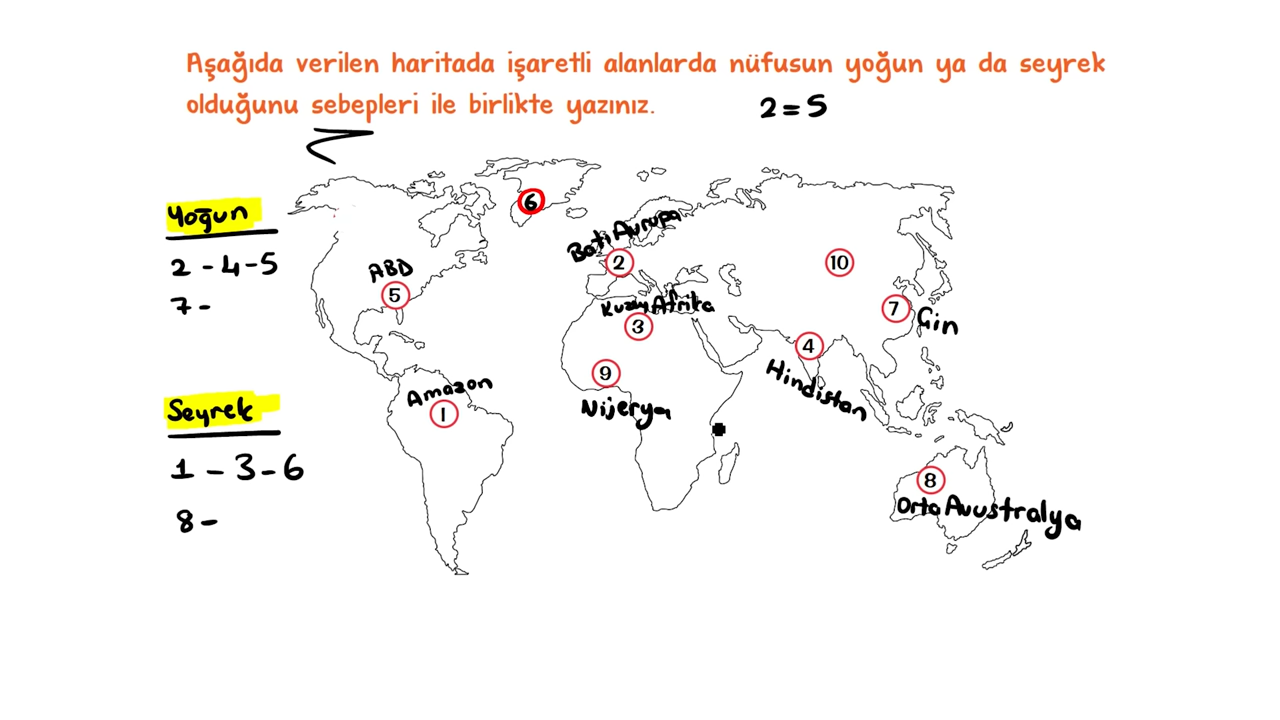 Aşağıda verilen haritada işaretli alanlarda nüfusun yoğun ya da seyrek
olduğunu sebepleri ile birlikte yazınız.
2=5
Yoğun
2-4-5
7-
Seyrek
1-3-6
8-
6
Batı Avrupa
2
10
ABD
5
Kuzey Afrika
3
7
Çin
4
Hindistan
9
Nijerya
Amazon
1
8
Orta Avustralya